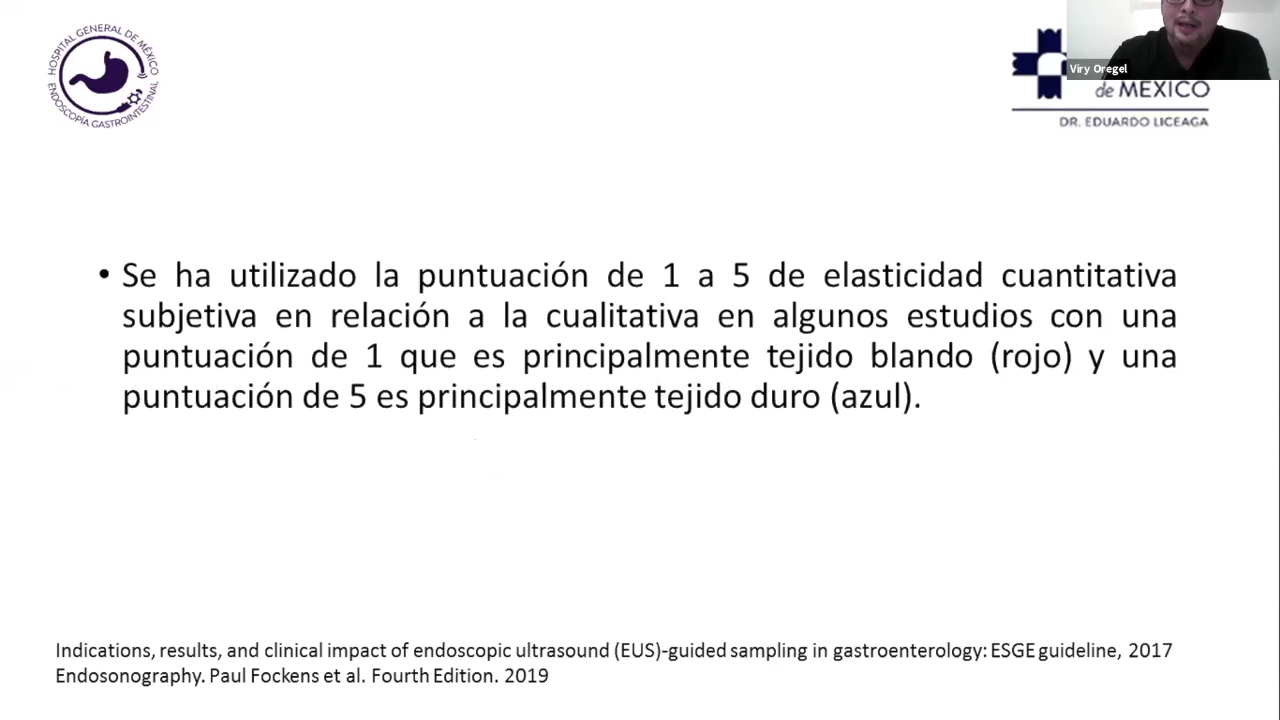 HOSPITAL GENERAL DE MÉXICO
ENDOSCOPÍA GASTROINTESTINAL
Viry Oregel
de MÉXICO
DR. EDUARDO LICEAGA
• Se ha utilizado la puntuación de 1 a 5 de elasticidad cuantitativa
subjetiva en relación a la cualitativa en algunos estudios con una
puntuación de 1 que es principalmente tejido blando (rojo) y una
puntuación de 5 es principalmente tejido duro (azul).
Indications, results, and clinical impact of endoscopic ultrasound (EUS)-guided sampling in gastroenterology: ESGE guideline, 2017
Endosonography. Paul Fockens et al. Fourth Edition. 2019